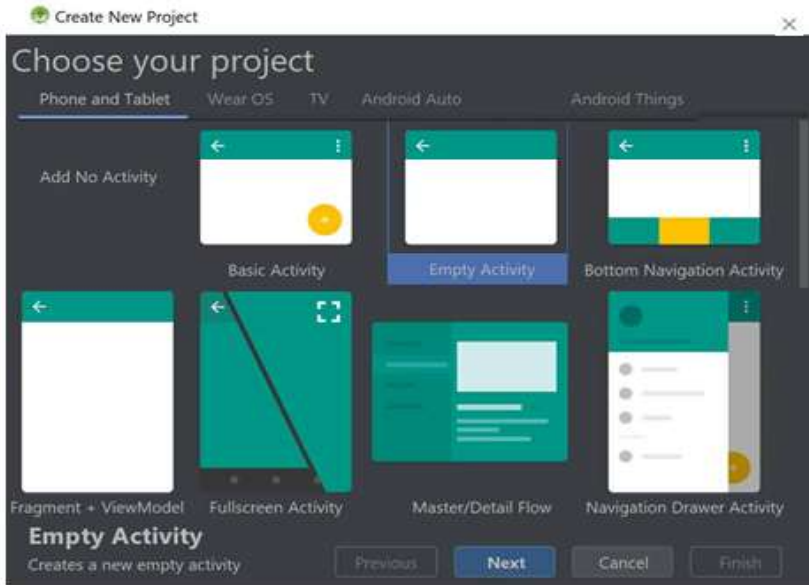 Create New Project
Choose your project
Phone and Tablet Wear OS TV Android Auto Android Things
Add No Activity
Basic Activity Empty Activity Bottom Navigation Activity
Fragment + ViewModel Fullscreen Activity Master/Detail Flow Navigation Drawer Activity
Empty Activity
Creates a new empty activity
Previous Next Cancel Finish